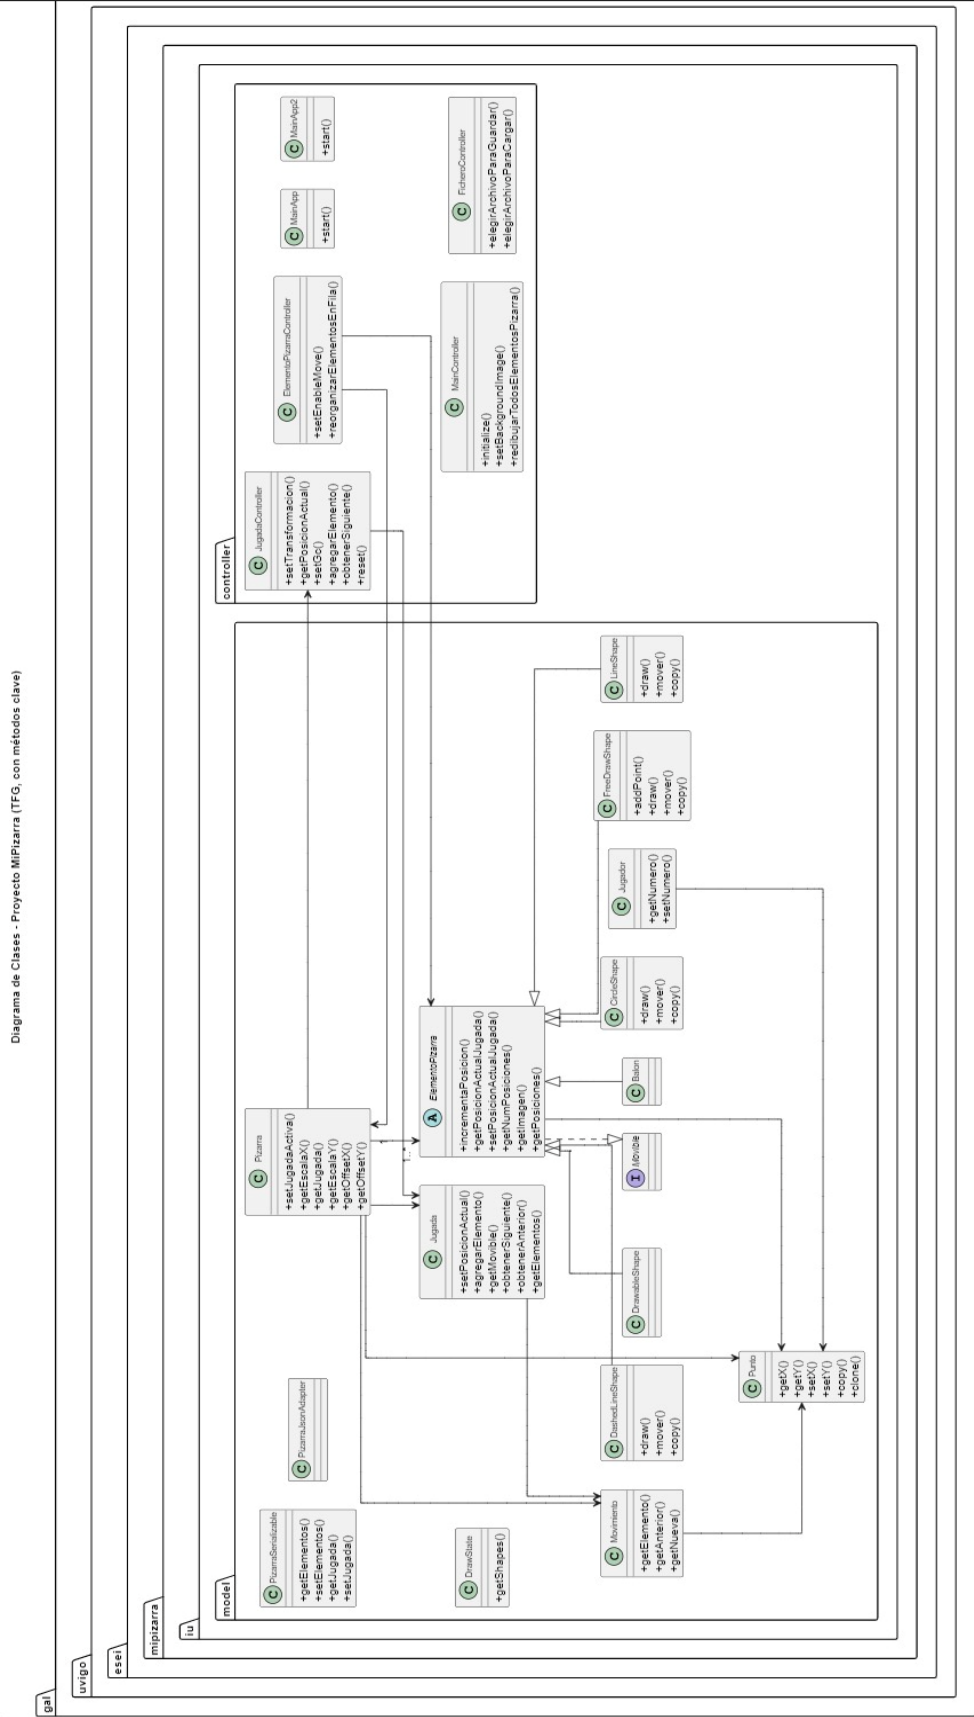 Diagrama de Clases - Proyecto MiPizarra (TFG, con métodos clave)
gal
uvigo
esei
mipizarra
iu
model
PizarraSerializable
+getElementos()
+setElementos()
+getJugada()
+setJugada()
PizarraJsonAdapter
Pizarra
+setJugadaActiva()
+getEscalaX()
+getJugada()
+getEscalaY()
+getOffsetX()
+getOffsetY()
DrawState
+getShapes()
Jugada
+setPosicionActual()
+agregarElemento()
+getMovible()
+obtenerSiguiente()
+obtenerAnterior()
+getElementos()
ElementoPizarra
+incrementaPosicion()
+getPosicionActualJugada()
+setPosicionActualJugada()
+getNumPosiciones()
+getImagen()
+getPosiciones()
Movimiento
+getElemento()
+getAnterior()
+getNueva()
DashedLineShape
+draw()
+mover()
+copy()
DrawableShape
Movible
Balon
CircleShape
+draw()
+mover()
+copy()
Jugador
+getNumero()
+setNumero()
FreeDrawShape
+addPoint()
+draw()
+mover()
+copy()
LineShape
+draw()
+mover()
+copy()
Punto
+getX()
+getY()
+setX()
+setY()
+copy()
+clone()
controller
JugadaController
+setTransformacion()
+getPosicionActual()
+setGc()
+agregarElemento()
+obtenerSiguiente()
+reset()
ElementoPizarraController
+setEnableMove()
+reorganizarElementosEnFila()
MainApp
+start()
MainApp2
+start()
MainController
+initialize()
+setBackgroundImage()
+redibujarTodosElementosPizarra()
FicheroController
+elegirArchivoParaGuardar()
+elegirArchivoParaCargar()